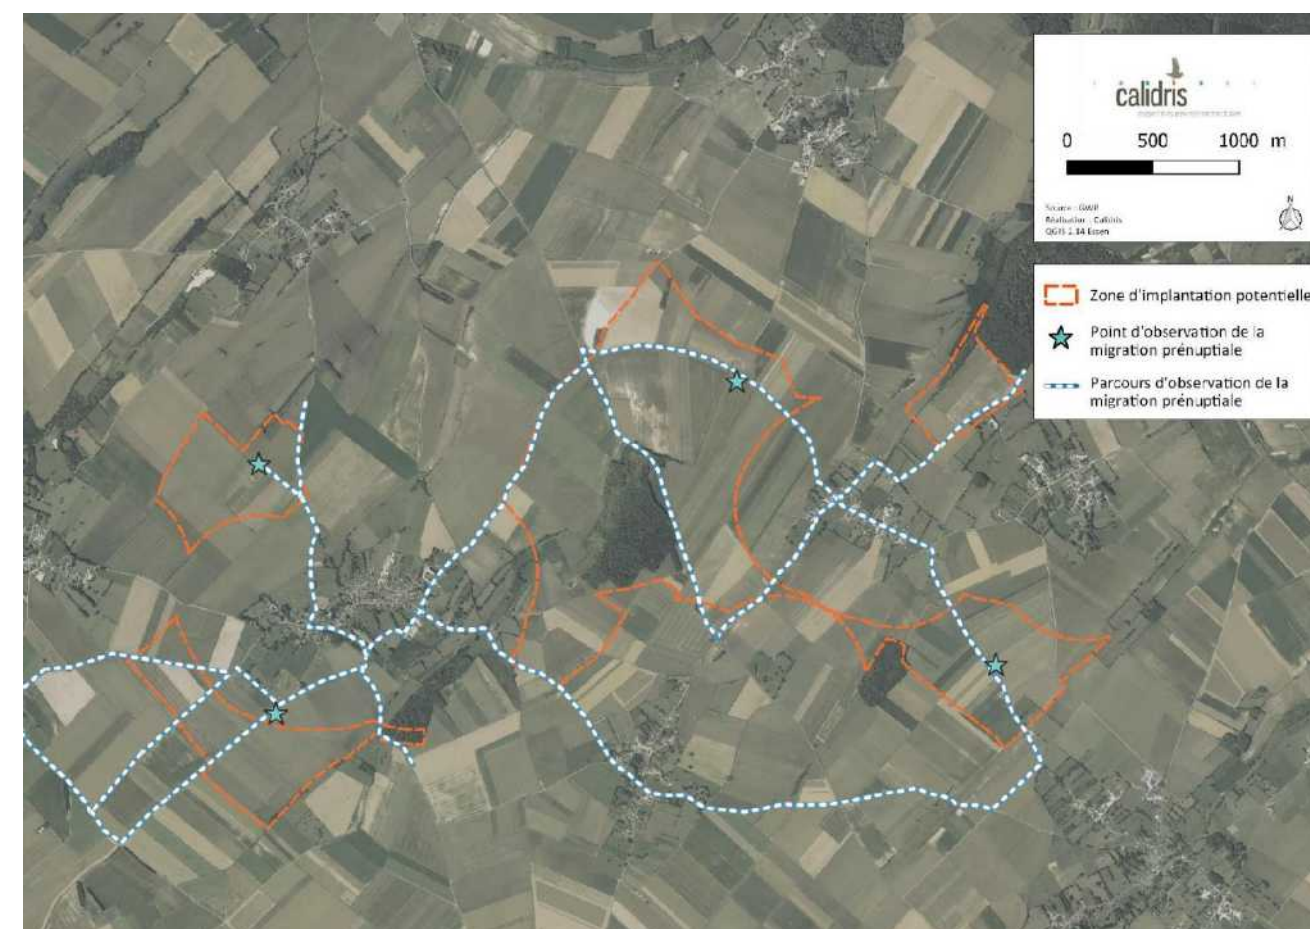 calidris
0 500 1000 m
Source : GWP
Réalisation : Calidris
QGIS 2.14 Essen
N
Zone d'implantation potentielle
Point d'observation de la
migration prénuptiale
Parcours d'observation de la
migration prénuptiale